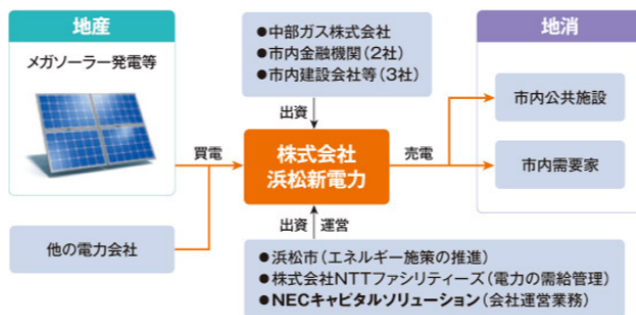 地産
メガソーラー発電等
他の電力会社
買電
●中部ガス株式会社
●市内金融機関(2社)
●市内建設会社等(3社)
出資
株式会社
浜松新電力
出資 運営
●浜松市(エネルギー施策の推進)
●株式会社NTTファシリティーズ(電力の需給管理)
●NECキャピタルソリューション(会社運営業務)
売電
地消
市内公共施設
市内需要家